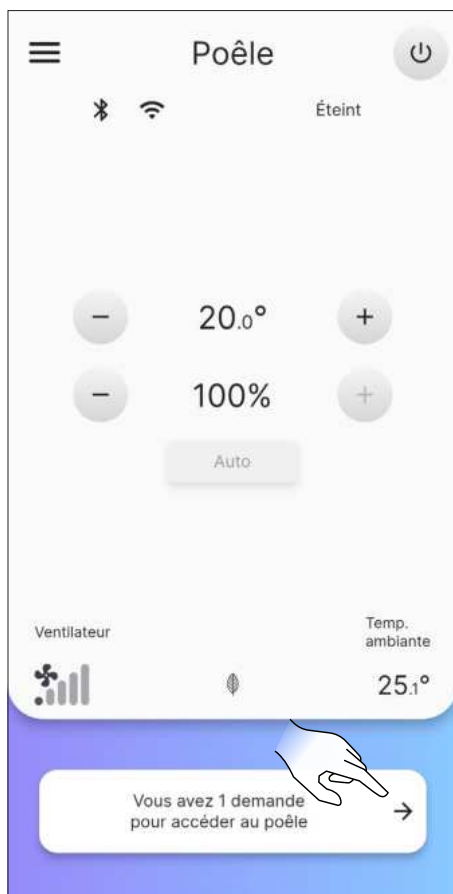 Poêle
Éteint
− 20.0° +
− 100% +
Auto
Ventilateur
Temp.
ambiante
25.1°
Vous avez 1 demande
pour accéder au poêle